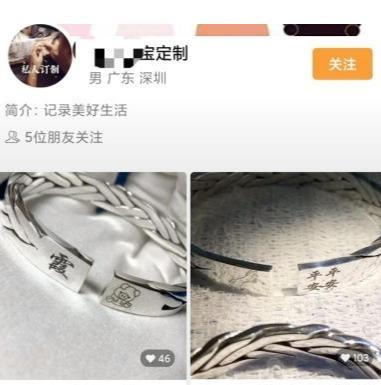 宝定制
私人订制
男 广东 深圳
关注
简介: 记录美好生活
5位朋友关注
霞
平平
安安
46
103